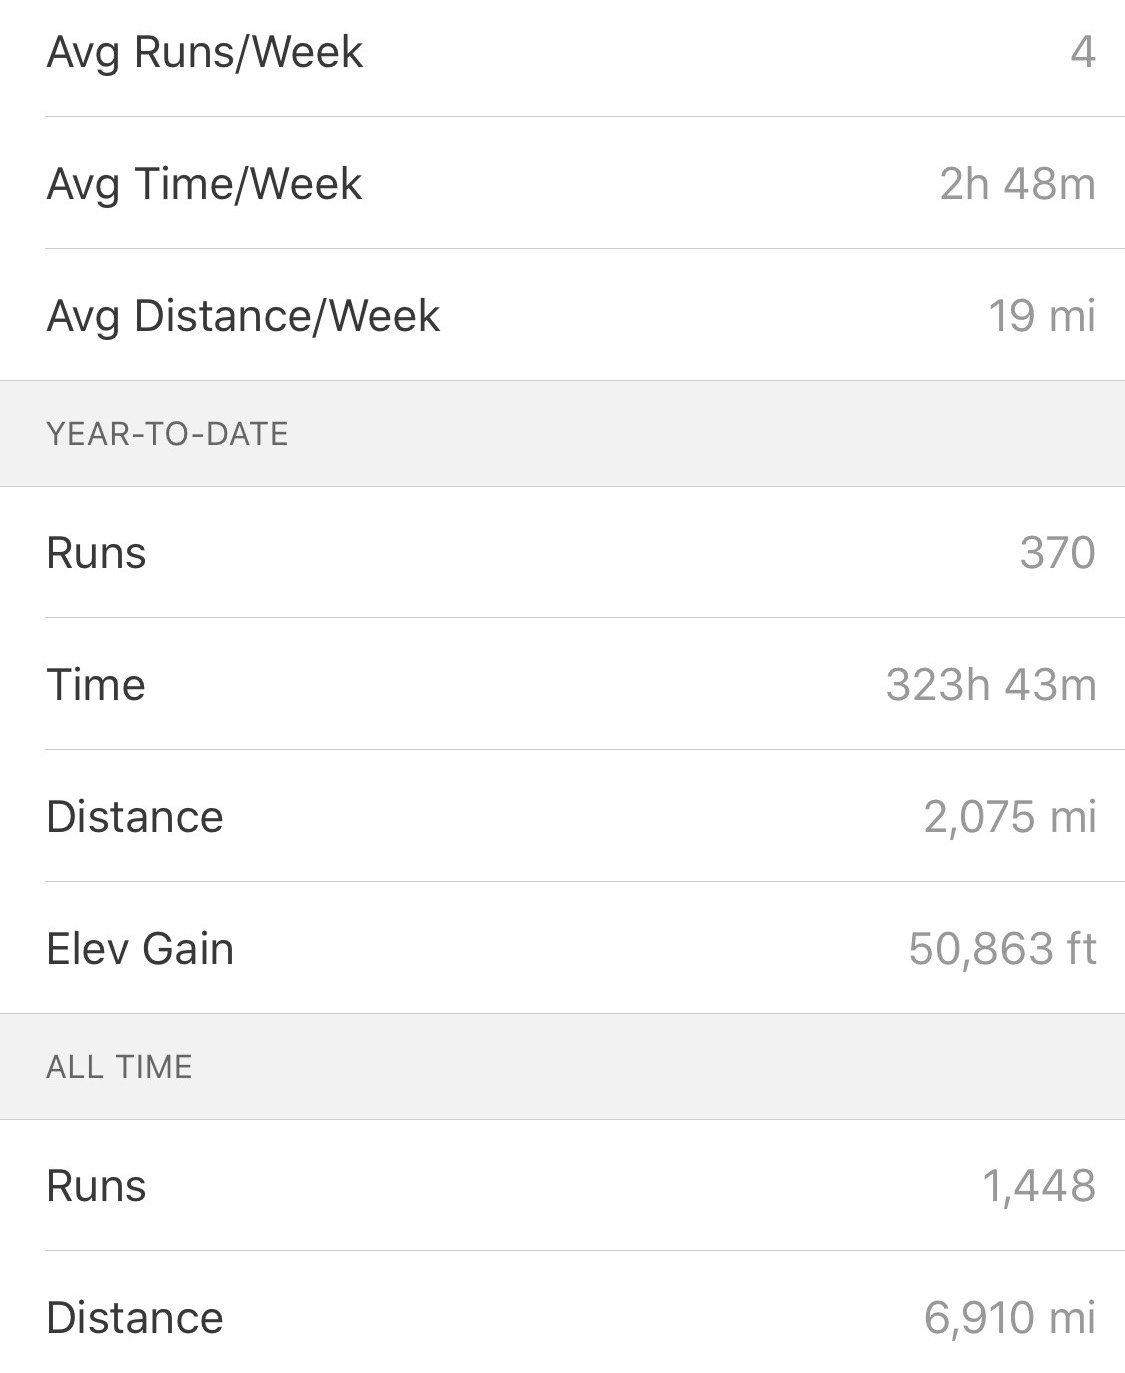 Avg Runs/Week 4
Avg Time/Week 2h 48m
Avg Distance/Week 19 mi
YEAR-TO-DATE
Runs 370
Time 323h 43m
Distance 2,075 mi
Elev Gain 50,863 ft
ALL TIME
Runs 1,448
Distance 6,910 mi